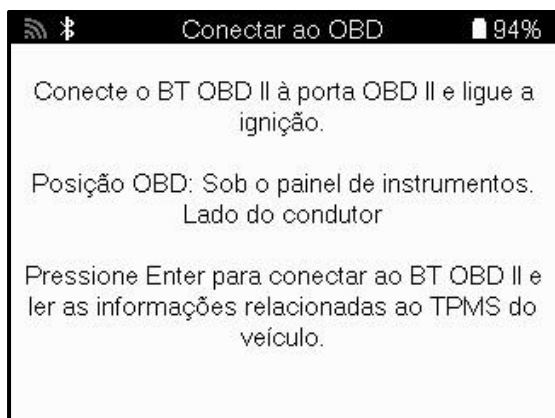 Conectar ao OBD
94%
Conecte o BT OBD II à porta OBD II e ligue a
ignição.
Posição OBD: Sob o painel de instrumentos.
Lado do condutor
Pressione Enter para conectar ao BT OBD II e
ler as informações relacionadas ao TPMS do
veículo.